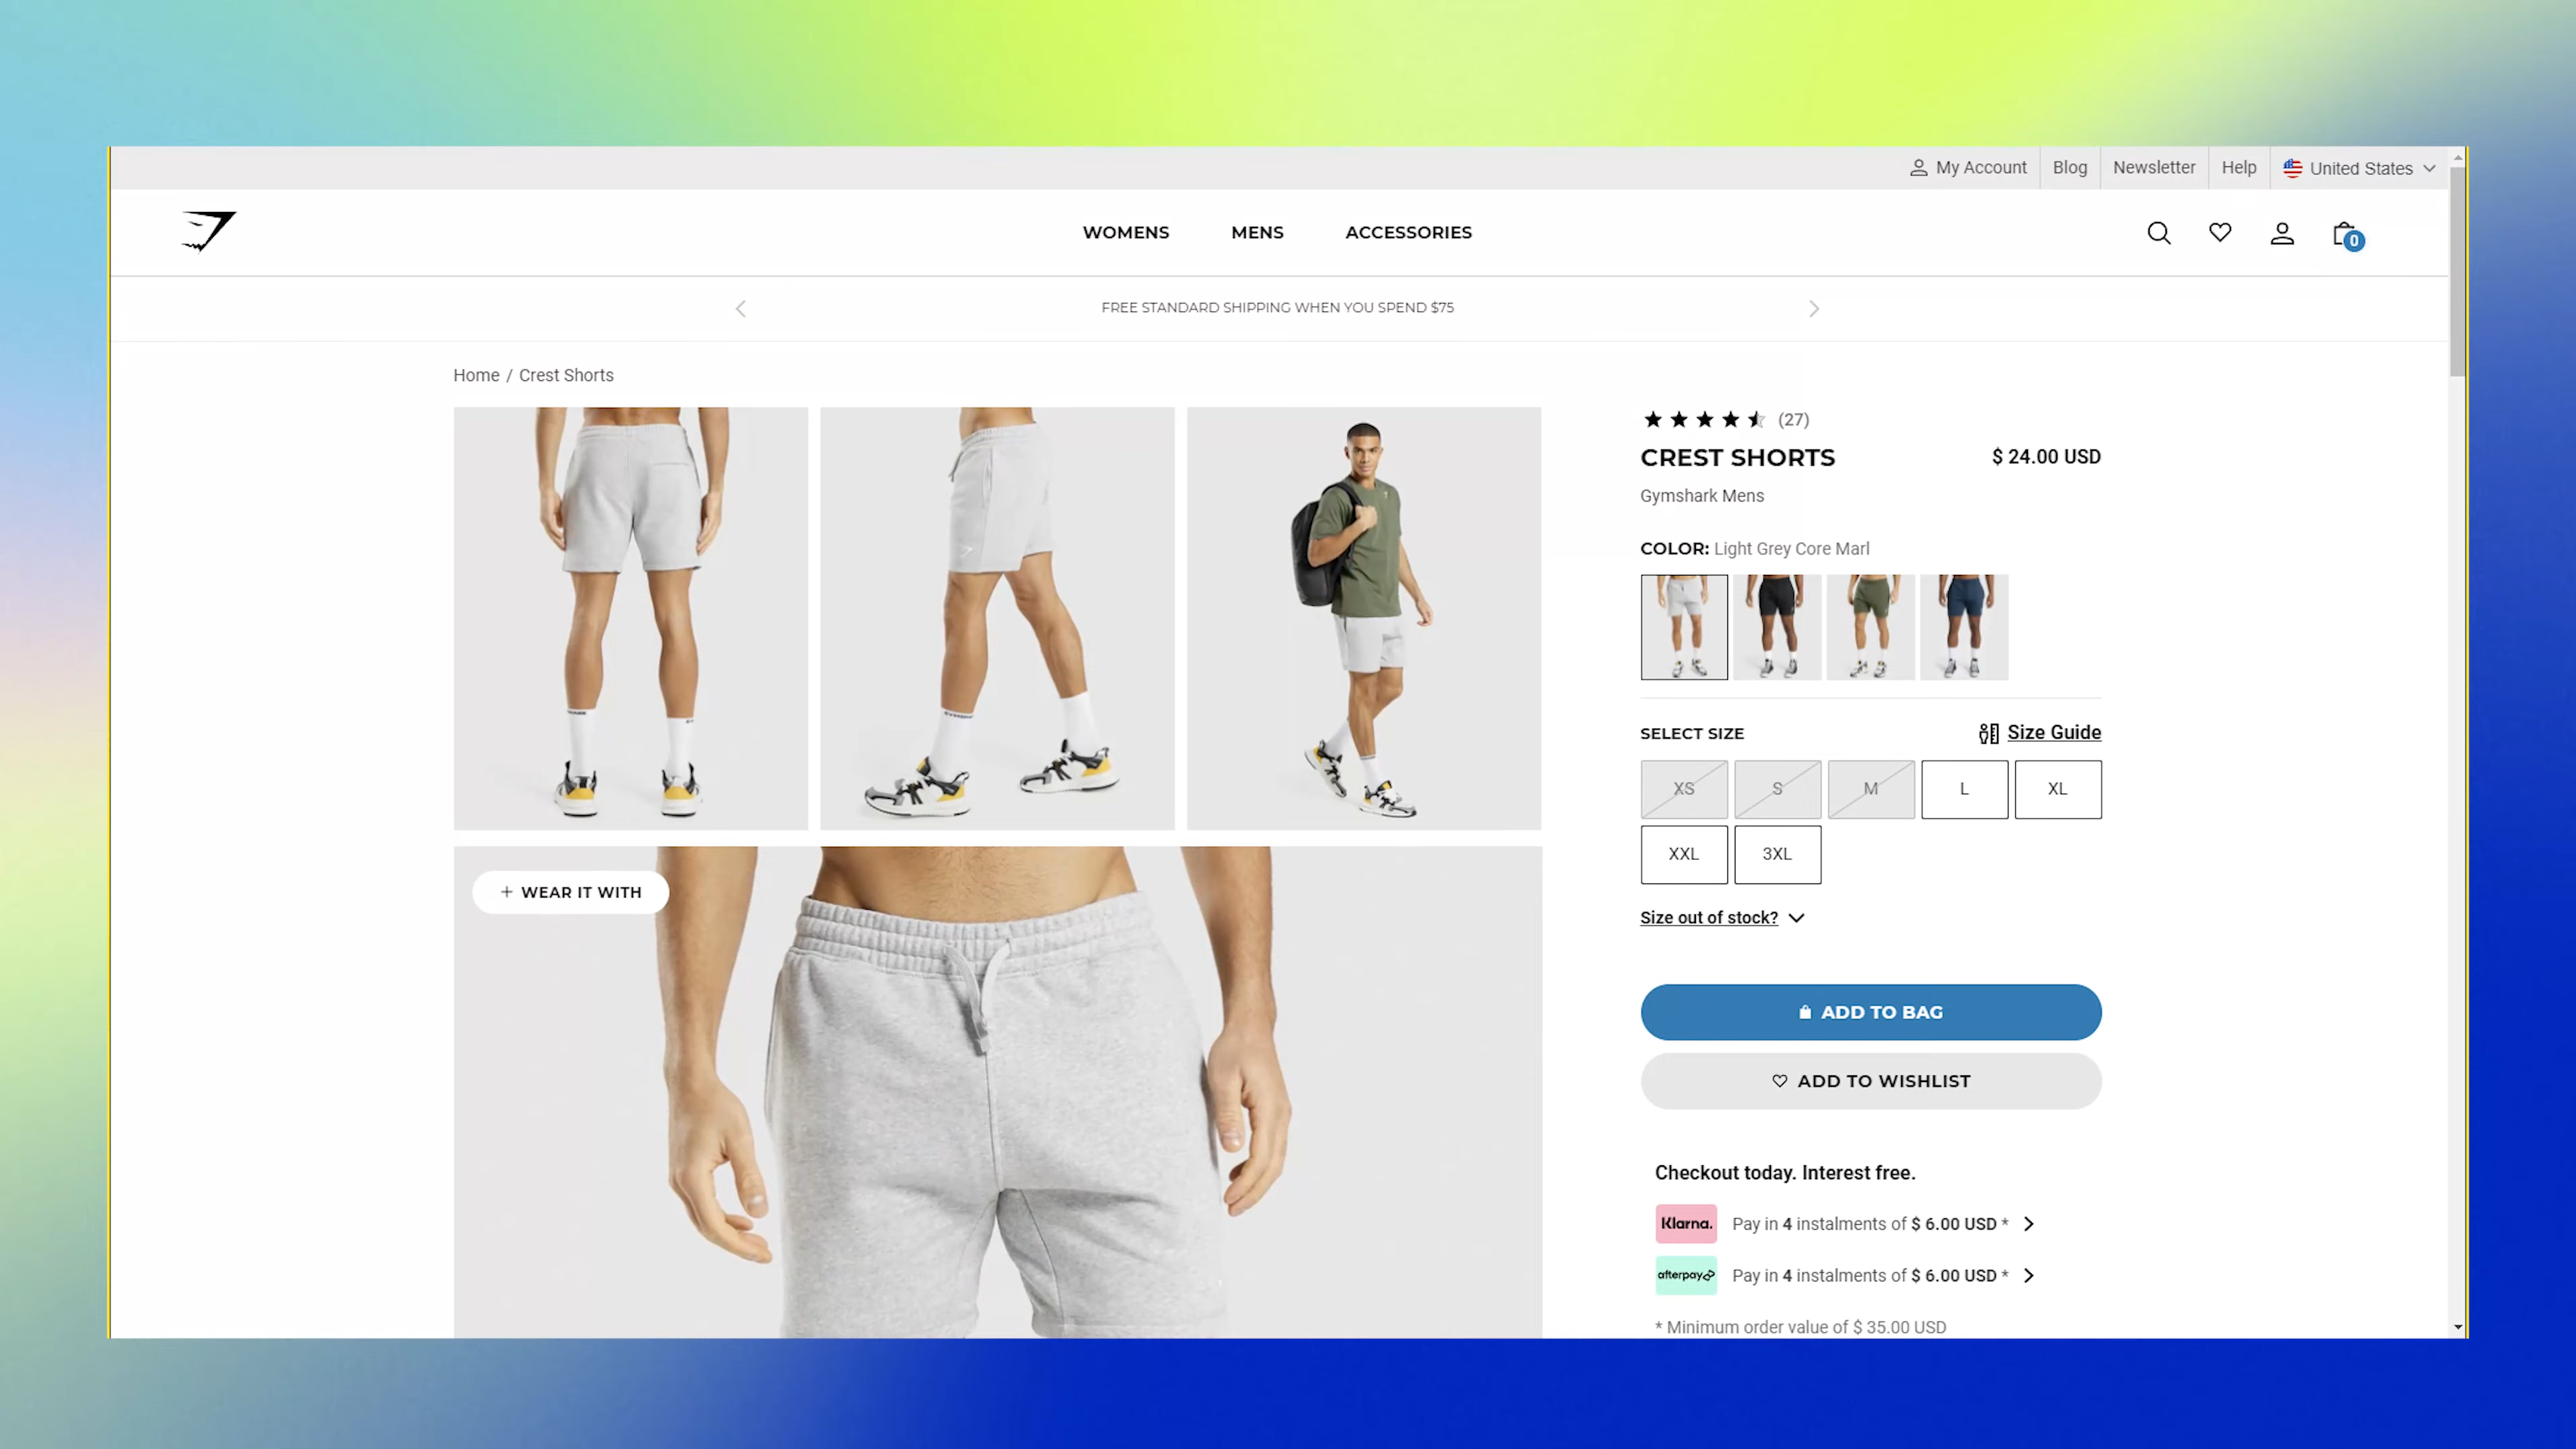 My Account
Blog
Newsletter
Help
United States
WOMENS
MENS
ACCESSORIES
0
FREE STANDARD SHIPPING WHEN YOU SPEND $75
Home / Crest Shorts
(27)
CREST SHORTS
$ 24.00 USD
Gymshark Mens
COLOR: Light Grey Core Marl
SELECT SIZE
Size Guide
XS
S
M
L
XL
XXL
3XL
Size out of stock?
+ WEAR IT WITH
ADD TO BAG
ADD TO WISHLIST
Checkout today. Interest free.
Klarna.
Pay in 4 instalments of $ 6.00 USD *
afterpay
Pay in 4 instalments of $ 6.00 USD *
* Minimum order value of $ 35.00 USD